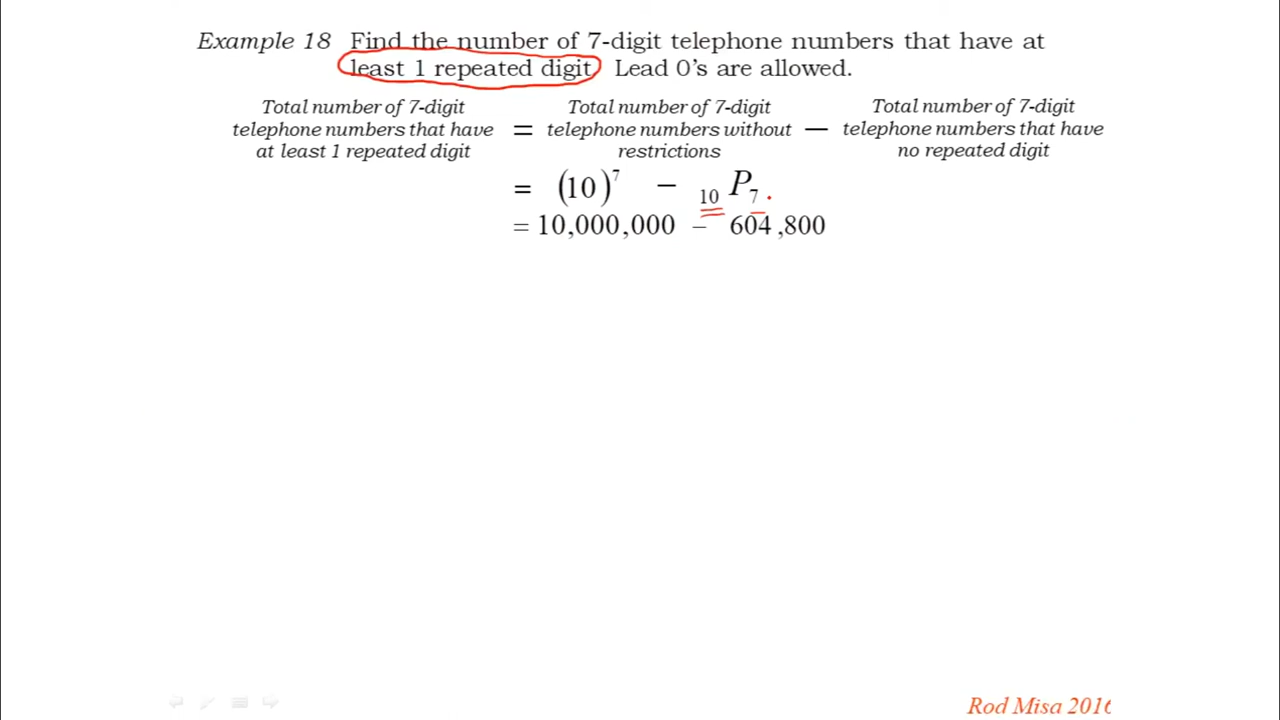 Example 18 Find the number of 7-digit telephone numbers that have at
least 1 repeated digit Lead 0's are allowed.
Total number of 7-digit telephone numbers that have at least 1 repeated digit = Total number of 7-digit telephone numbers without restrictions — Total number of 7-digit telephone numbers that have no repeated digit
= (10)⁷ − ₁₀P₇
= 10,000,000 − 604,800
Rod Misa 2016